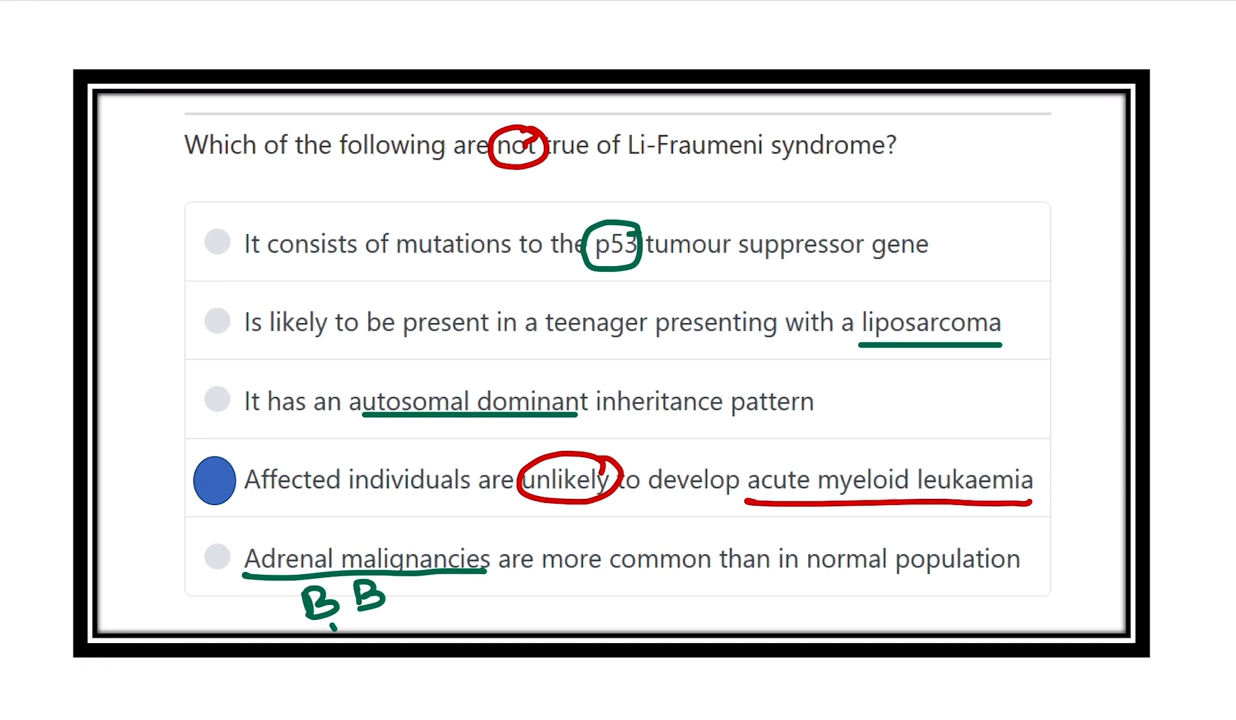 Which of the following are not true of Li-Fraumeni syndrome?
It consists of mutations to the p53 tumour suppressor gene
Is likely to be present in a teenager presenting with a liposarcoma
It has an autosomal dominant inheritance pattern
Affected individuals are unlikely to develop acute myeloid leukaemia
Adrenal malignancies are more common than in normal population
B B